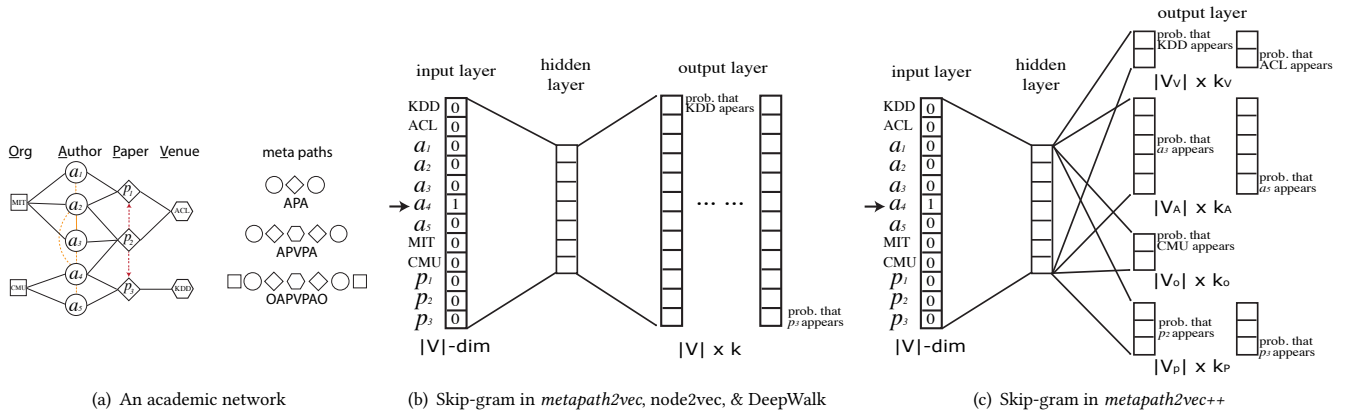 Org Author Paper Venue
MIT
CMU
a1
a2
a3
a4
a5
p1
p2
p3
ACL
KDD
meta paths
APA
APVPA
OAPVPAO
(a) An academic network
input layer
hidden
layer
output layer
KDD 0
ACL 0
a1 0
a2 0
a3 0
a4 1
a5 0
MIT 0
CMU 0
p1 0
p2 0
p3 0
|V|-dim
prob. that
KDD apears
... ...
prob. that
p3 appears
|V| x k
(b) Skip-gram in metapath2vec, node2vec, & DeepWalk
input layer
hidden
layer
output layer
KDD 0
ACL 0
a1 0
a2 0
a3 0
a4 1
a5 0
MIT 0
CMU 0
p1 0
p2 0
p3 0
|V|-dim
prob. that
KDD appears
prob. that
ACL appears
|VV| x kV
prob. that
a3 appears
prob. that
a5 appears
|VA| x kA
prob. that
CMU appears
|Vo| x ko
prob. that
p2 appears
prob. that
p3 appears
|VP| x kP
(c) Skip-gram in metapath2vec++